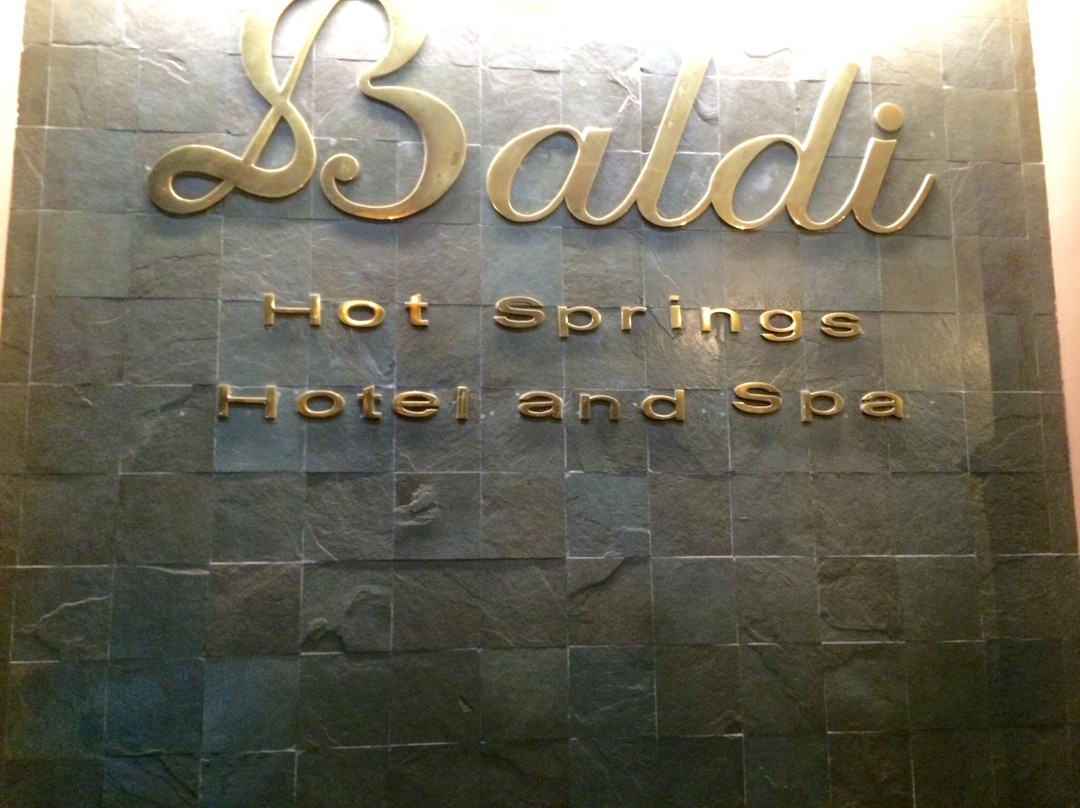 Baldi
Hot Springs
Hotel and Spa